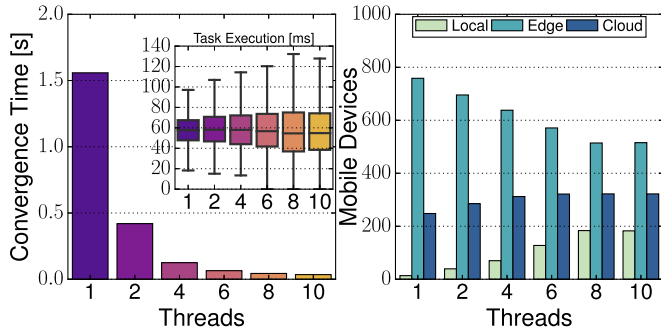 Convergence Time [s]
2.0
1.5
1.0
0.5
0.0
1 2 4 6 8 10
Threads
Task Execution [ms]
140
120
100
80
60
40
20
0
1 2 4 6 8 10
Mobile Devices
1000
800
600
400
200
0
Local Edge Cloud
1 2 4 6 8 10
Threads